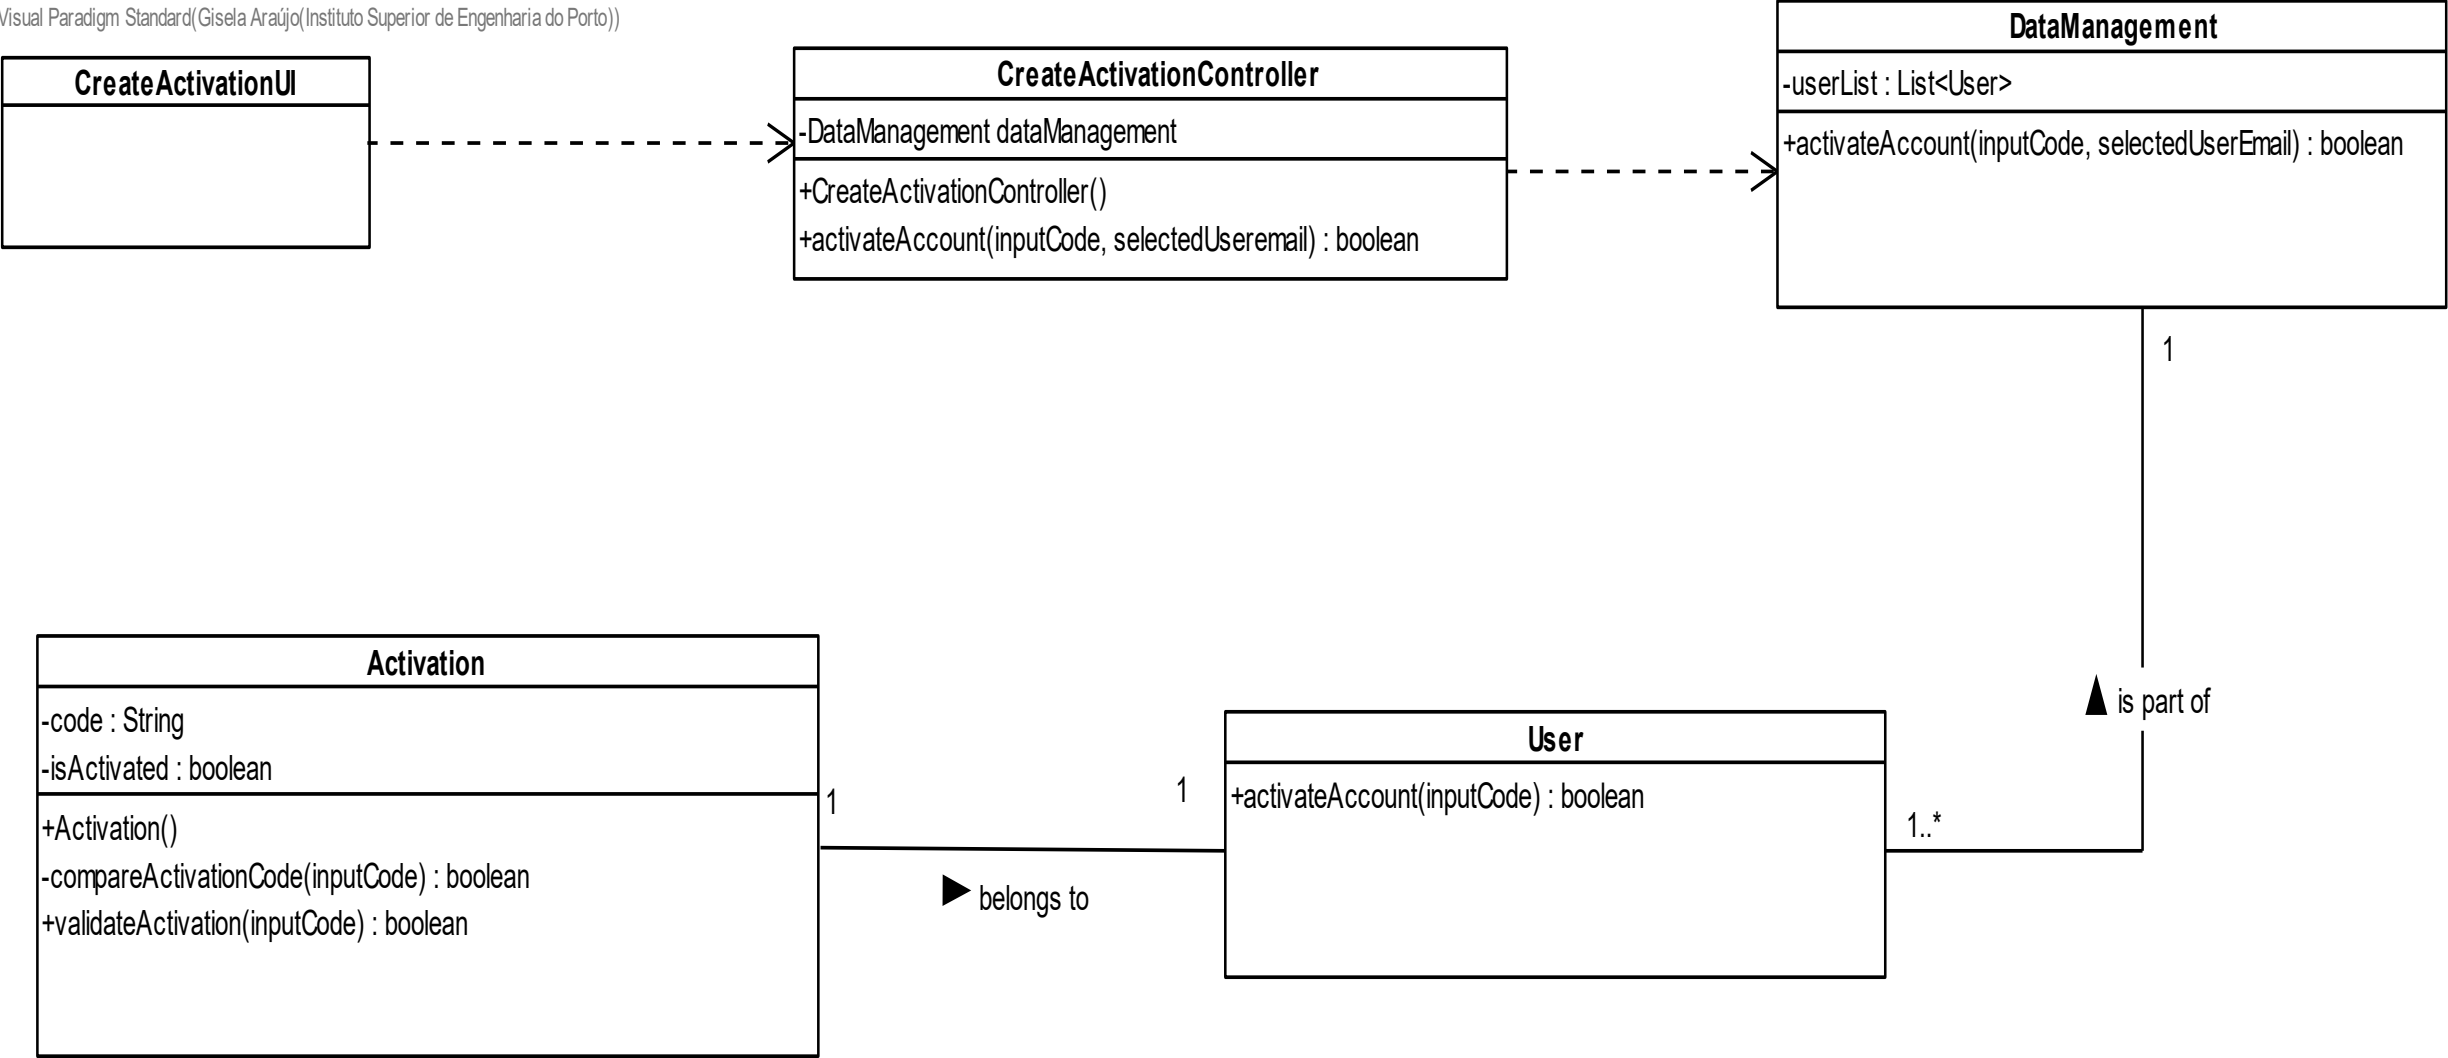 Visual Paradigm Standard(Gisela Araújo(Instituto Superior de Engenharia do Porto))
CreateActivationUI
CreateActivationController
-DataManagement dataManagement
+CreateActivationController()
+activateAccount(inputCode, selectedUseremail) : boolean
DataManagement
-userList : List<User>
+activateAccount(inputCode, selectedUserEmail) : boolean
1
is part of
1..*
Activation
-code : String
-isActivated : boolean
+Activation()
-compareActivationCode(inputCode) : boolean
+validateActivation(inputCode) : boolean
1
1
belongs to
User
+activateAccount(inputCode) : boolean